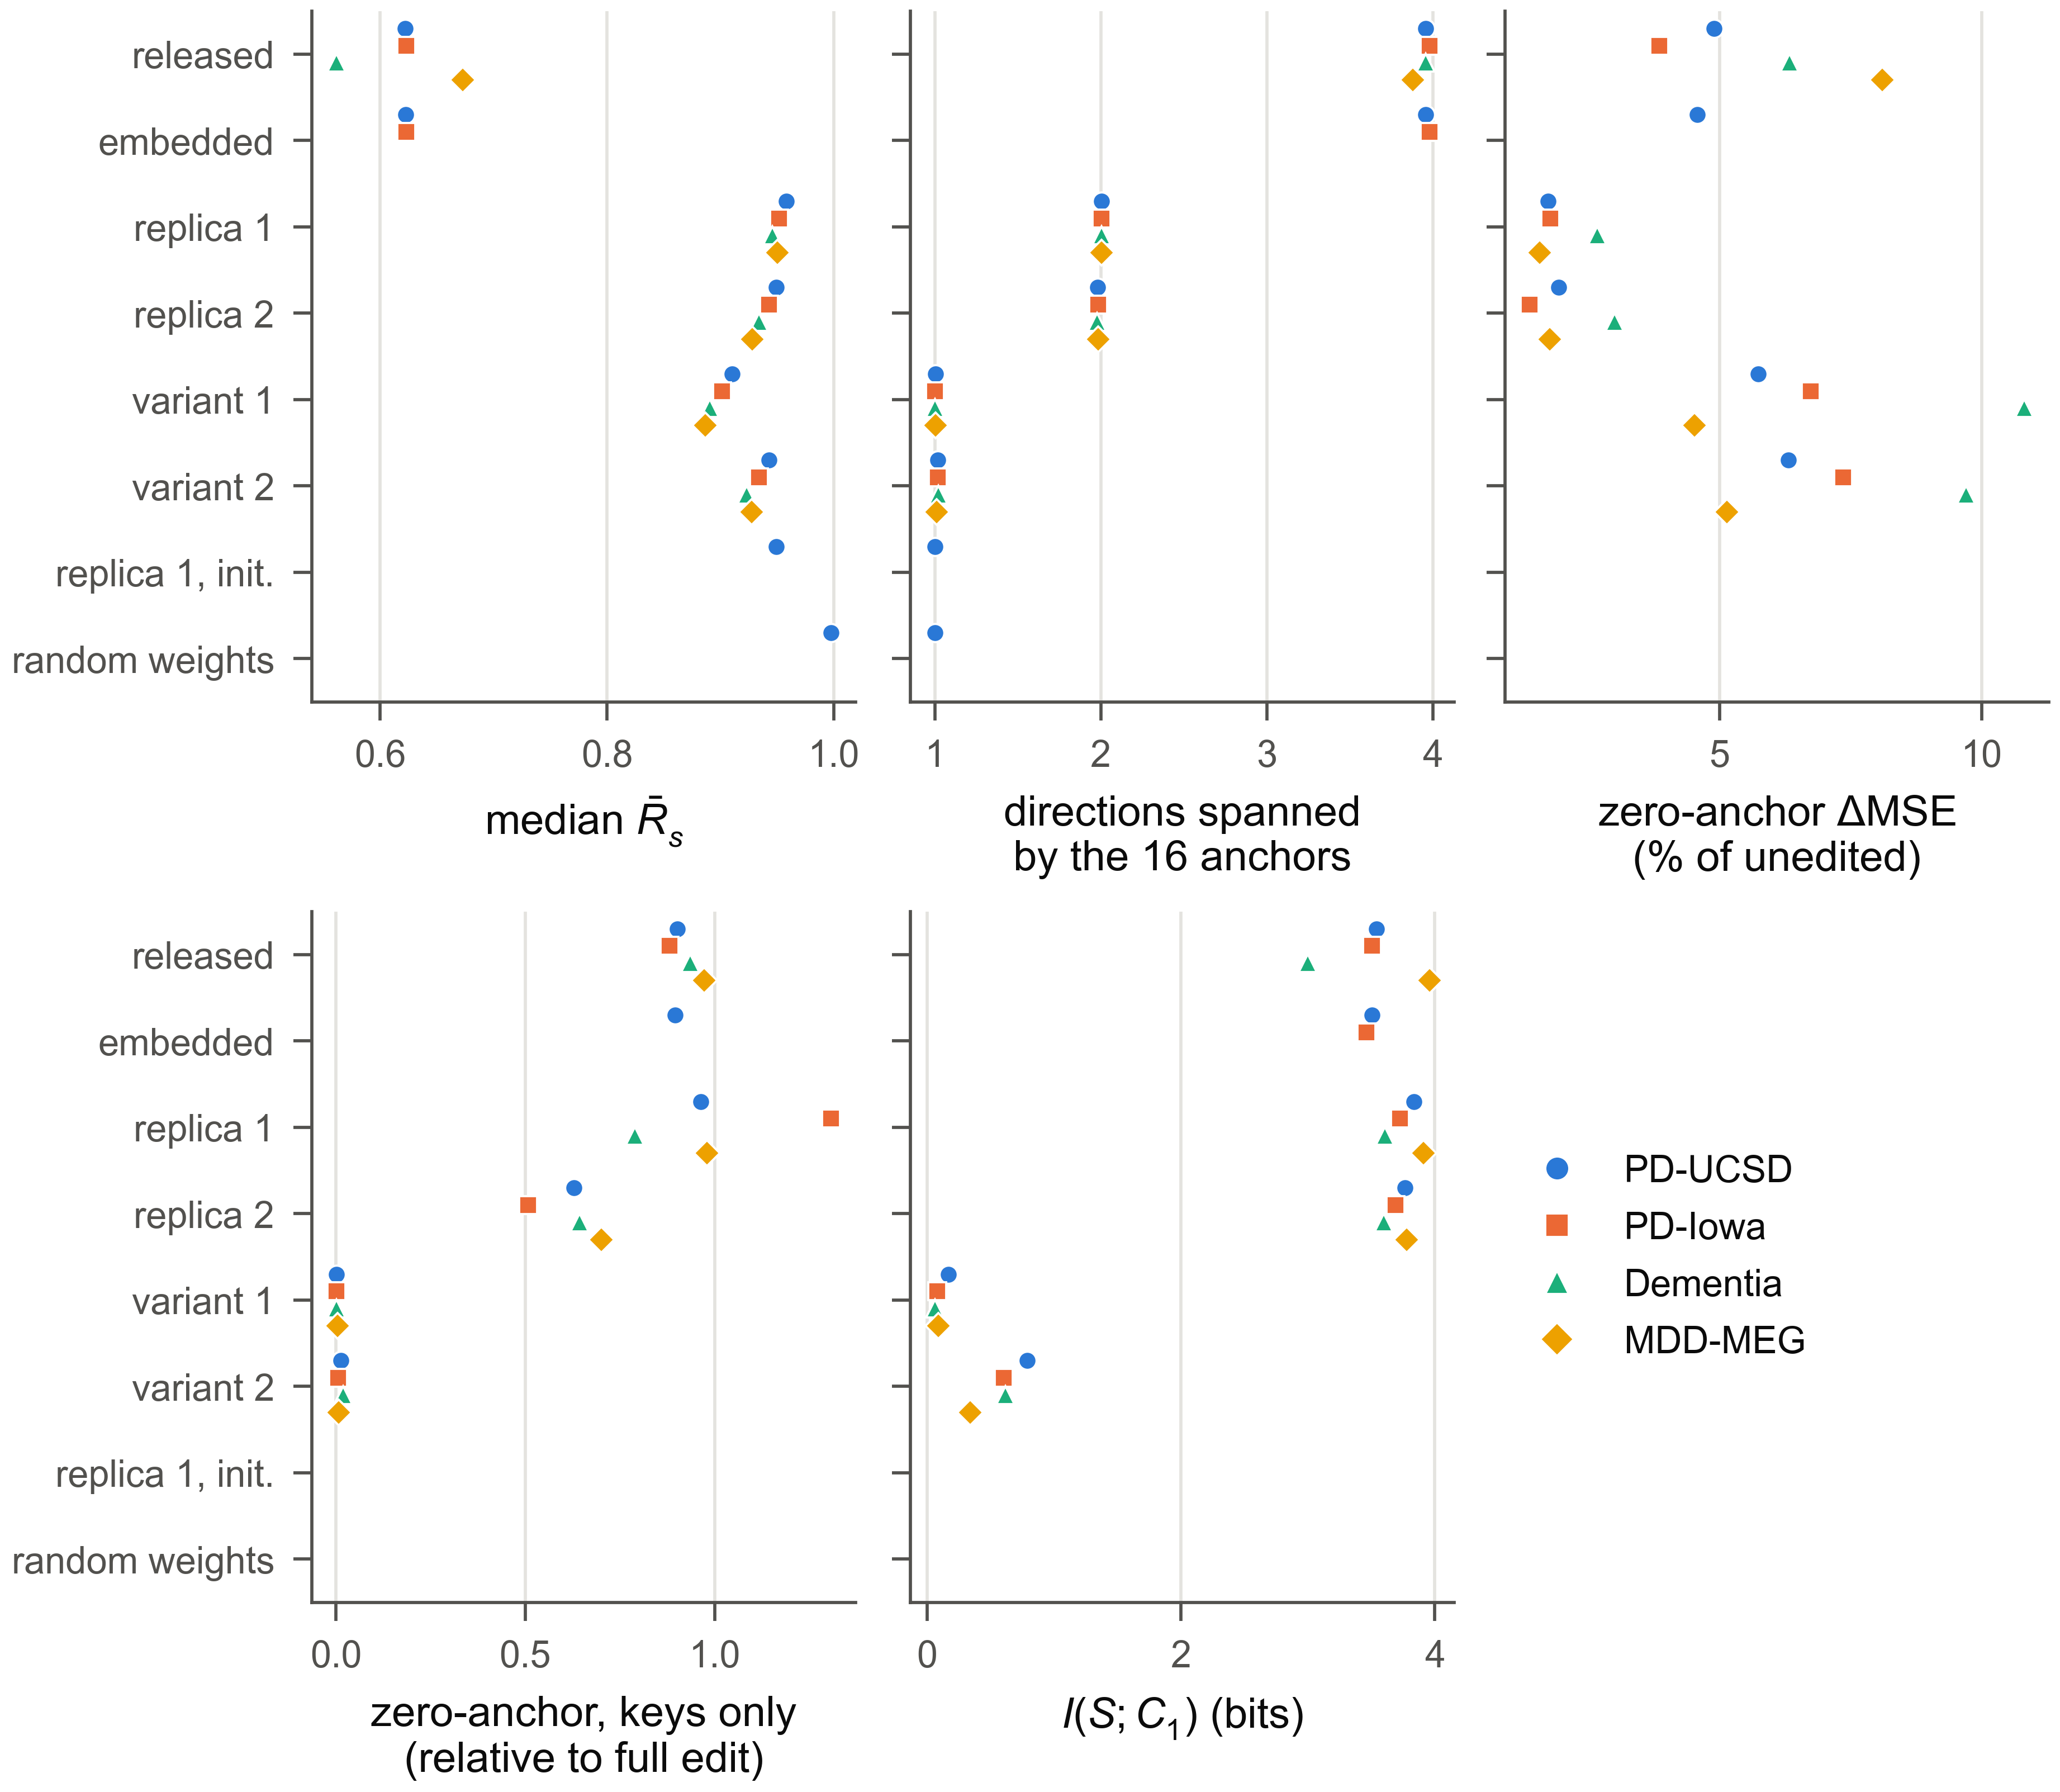 released
embedded
replica 1
replica 2
variant 1
variant 2
replica 1, init.
random weights
0.6 0.8 1.0
median R̄s
1 2 3 4
directions spanned
by the 16 anchors
5 10
zero-anchor ΔMSE
(% of unedited)
released
embedded
replica 1
replica 2
variant 1
variant 2
replica 1, init.
random weights
0.0 0.5 1.0
zero-anchor, keys only
(relative to full edit)
0 2 4
I(S; C1) (bits)
PD-UCSD
PD-Iowa
Dementia
MDD-MEG